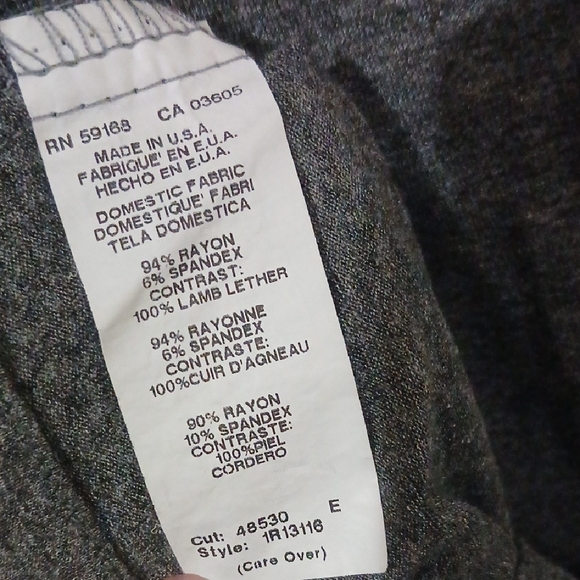 RN 59168 CA 03605
MADE IN U.S.A.
FABRIQUE' EN E.U.A.
HECHO EN E.U.A.
DOMESTIC FABRIC
DOMESTIQUE' FABRI
TELA DOMESTICA
94% RAYON
6% SPANDEX
CONTRAST:
100% LAMB LETHER
94% RAYONNE
6% SPANDEX
CONTRASTE:
100%CUIR D'AGNEAU
90% RAYON
10% SPANDEX
CONTRASTE:
100%PIEL
CORDERO
Cut: 48530 E
Style: 1R13116
(Care Over)